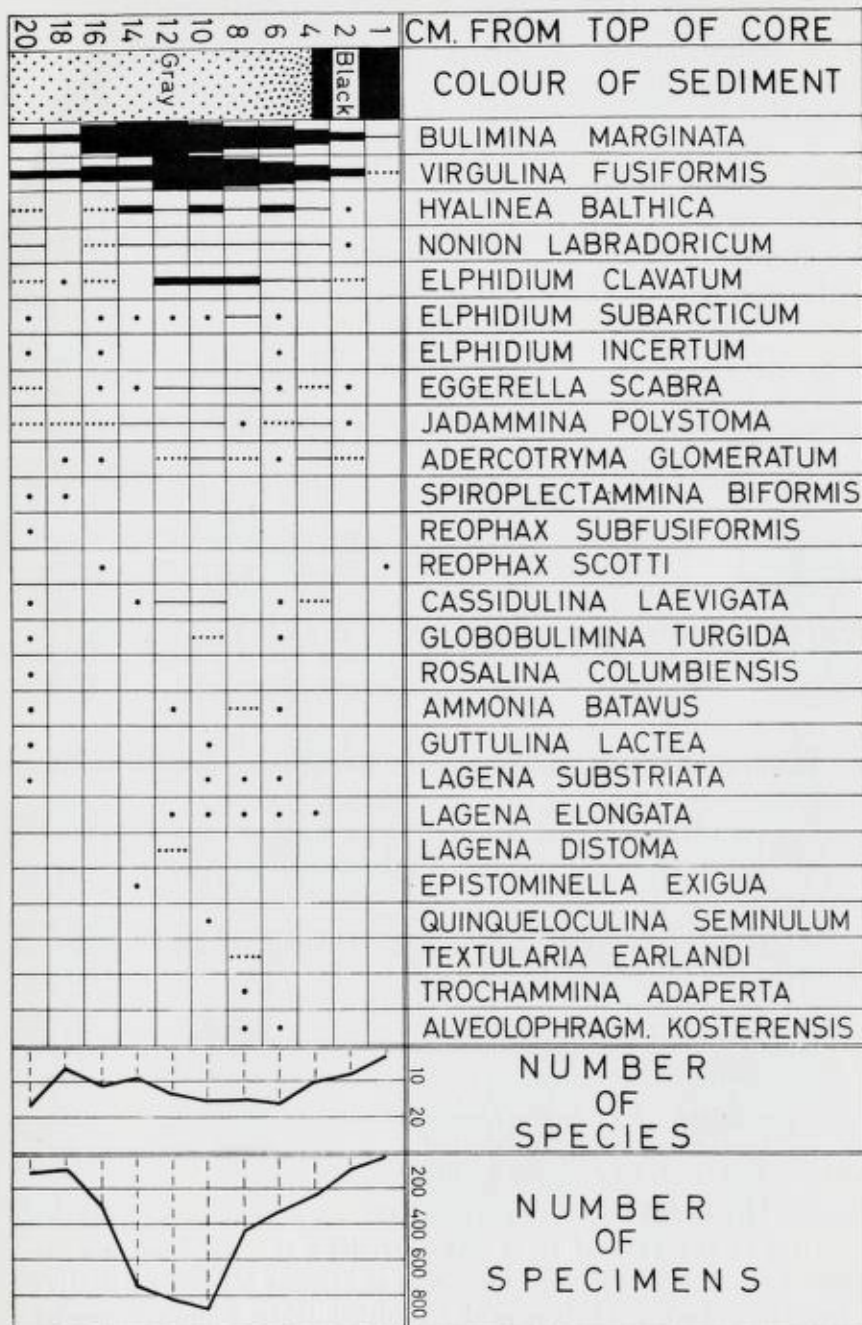 20 18 16 14 12 10 8 6 4 2 1
CM. FROM TOP OF CORE
Gray
Black
COLOUR OF SEDIMENT
BULIMINA MARGINATA
VIRGULINA FUSIFORMIS
HYALINEA BALTHICA
NONION LABRADORICUM
ELPHIDIUM CLAVATUM
ELPHIDIUM SUBARCTICUM
ELPHIDIUM INCERTUM
EGGERELLA SCABRA
JADAMMINA POLYSTOMA
ADERCOTRYMA GLOMERATUM
SPIROPLECTAMMINA BIFORMIS
REOPHAX SUBFUSIFORMIS
REOPHAX SCOTTI
CASSIDULINA LAEVIGATA
GLOBOBULIMINA TURGIDA
ROSALINA COLUMBIENSIS
AMMONIA BATAVUS
GUTTULINA LACTEA
LAGENA SUBSTRIATA
LAGENA ELONGATA
LAGENA DISTOMA
EPISTOMINELLA EXIGUA
QUINQUELOCULINA SEMINULUM
TEXTULARIA EARLANDI
TROCHAMMINA ADAPERTA
ALVEOLOPHRAGM. KOSTERENSIS
10
20
NUMBER
OF
SPECIES
200
400
600
800
NUMBER
OF
SPECIMENS